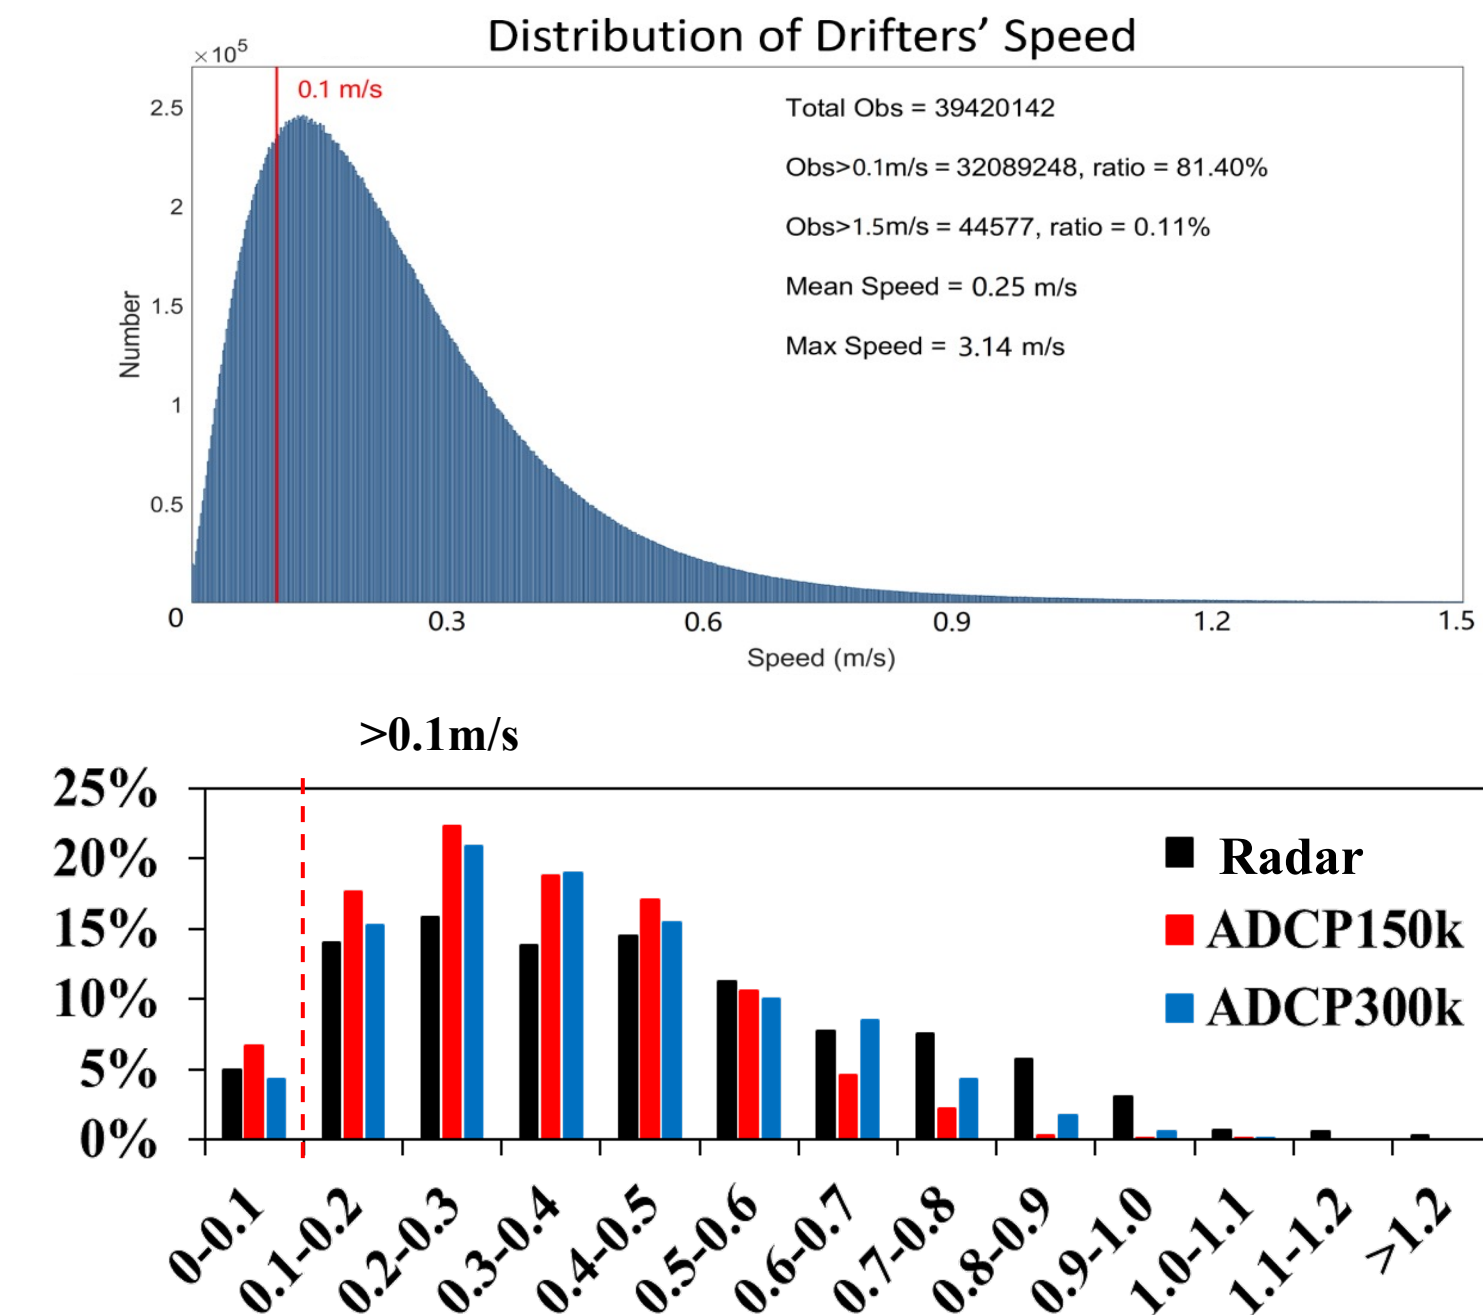 Distribution of Drifters’ Speed
×10⁵
0.1 m/s
2.5
2
1.5
1
0.5
0
Number
Total Obs = 39420142
Obs>0.1m/s = 32089248, ratio = 81.40%
Obs>1.5m/s = 44577, ratio = 0.11%
Mean Speed = 0.25 m/s
Max Speed = 3.14 m/s
0.3
0.6
0.9
1.2
1.5
Speed (m/s)
>0.1m/s
25%
20%
15%
10%
5%
0%
Radar
ADCP150k
ADCP300k
0-0.1
0.1-0.2
0.2-0.3
0.3-0.4
0.4-0.5
0.5-0.6
0.6-0.7
0.7-0.8
0.8-0.9
0.9-1.0
1.0-1.1
1.1-1.2
>1.2